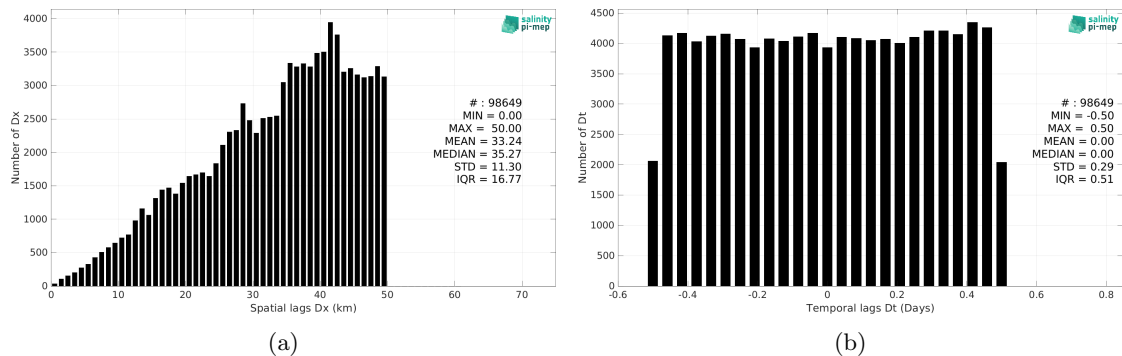 salinity
pi-mep
4000
3500
3000
2500
2000
1500
1000
500
0
Number of Dx
# : 98649
MIN = 0.00
MAX = 50.00
MEAN = 33.24
MEDIAN = 35.27
STD = 11.30
IQR = 16.77
0 10 20 30 40 50 60 70
Spatial lags Dx (km)
(a)
salinity
pi-mep
4500
4000
3500
3000
2500
2000
1500
1000
500
0
Number of Dt
# : 98649
MIN = -0.50
MAX = 0.50
MEAN = 0.00
MEDIAN = 0.00
STD = 0.29
IQR = 0.51
-0.6 -0.4 -0.2 0 0.2 0.4 0.6 0.8
Temporal lags Dt (Days)
(b)